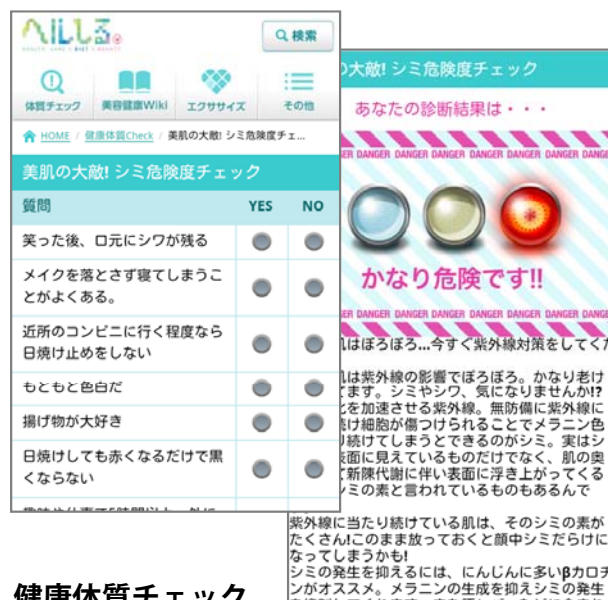 ヘルしる。
検索
体質チェック
美容健康Wiki
エクササイズ
その他
HOME / 健康体質Check / 美肌の大敵! シミ危険度チェ...
美肌の大敵! シミ危険度チェック
質問 YES NO
笑った後、口元にシワが残る
メイクを落とさず寝てしまうこ
とがよくある。
近所のコンビニに行く程度なら
日焼け止めをしない
もともと色白だ
揚げ物が大好き
日焼けしても赤くなるだけで黒
くならない
健康体質チェック
大敵! シミ危険度チェック
あなたの診断結果は・・・
DANGER DANGER DANGER DANGER DANGER DANGER
かなり危険です!!
DANGER DANGER DANGER DANGER DANGER DANGER
はぼろぼろ...今すぐ紫外線対策をしてくだ
は紫外線の影響でぼろぼろ。かなり老け
てます。シミやシワ、気になりませんか!?
を加速させる紫外線。無防備に紫外線に
け細胞が傷つけられることでメラニン色
続けてしまうとできるのがシミ。実はシ
面に見えているものだけでなく、肌の奥
新陳代謝に伴い表面に浮き上がってくる
シミの素と言われているものもあるんで
紫外線に当たり続けている肌は、そのシミの素が
たくさん!このまま放っておくと顔中シミだらけに
なってしまうかも!
シミの発生を抑えるには、にんじんに多いβカロチ
ンがオススメ。メラニンの生成を抑えシミの発生